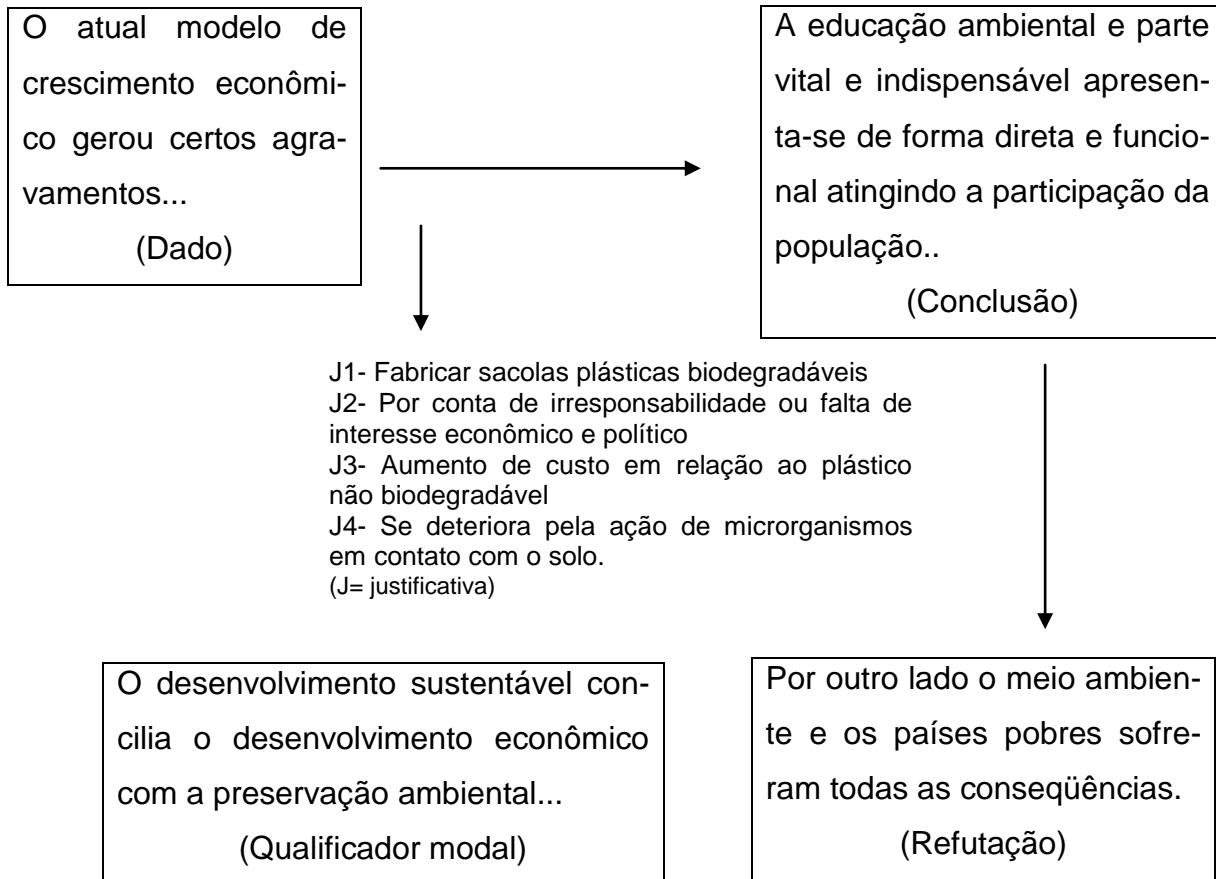 O atual modelo de
crescimento econômi-
co gerou certos agra-
vamentos...
(Dado)
A educação ambiental e parte
vital e indispensável apresen-
ta-se de forma direta e funcio-
nal atingindo a participação da
população..
(Conclusão)
J1- Fabricar sacolas plásticas biodegradáveis
J2- Por conta de irresponsabilidade ou falta de
interesse econômico e político
J3- Aumento de custo em relação ao plástico
não biodegradável
J4- Se deteriora pela ação de microrganismos
em contato com o solo.
(J= justificativa)
O desenvolvimento sustentável con-
cilia o desenvolvimento econômico
com a preservação ambiental...
(Qualificador modal)
Por outro lado o meio ambien-
te e os países pobres sofre-
ram todas as conseqüências.
(Refutação)